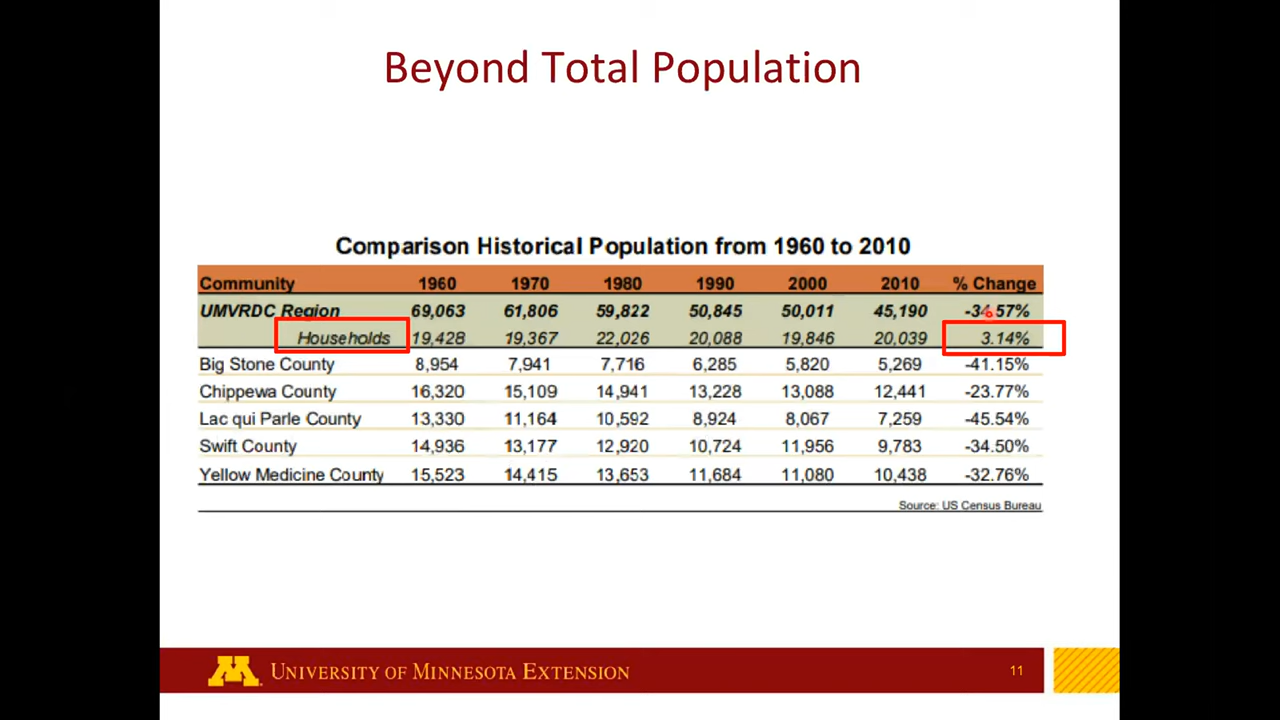 Beyond Total Population
Comparison Historical Population from 1960 to 2010
Community 1960 1970 1980 1990 2000 2010 % Change
UMVRDC Region 69,063 61,806 59,822 50,845 50,011 45,190 -34.57%
Households 19,428 19,367 22,026 20,088 19,846 20,039 3.14%
Big Stone County 8,954 7,941 7,716 6,285 5,820 5,269 -41.15%
Chippewa County 16,320 15,109 14,941 13,228 13,088 12,441 -23.77%
Lac qui Parle County 13,330 11,164 10,592 8,924 8,067 7,259 -45.54%
Swift County 14,936 13,177 12,920 10,724 11,956 9,783 -34.50%
Yellow Medicine County 15,523 14,415 13,653 11,684 11,080 10,438 -32.76%
Source: US Census Bureau
UNIVERSITY OF MINNESOTA EXTENSION
11